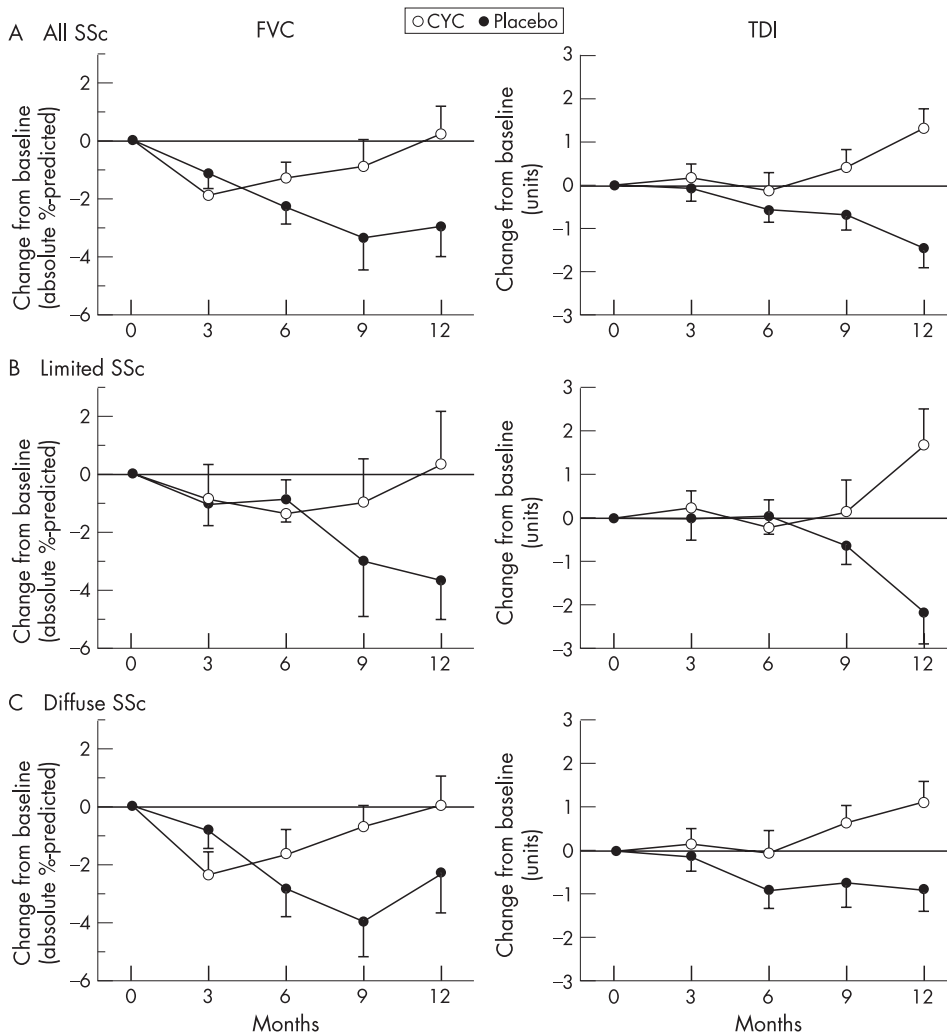 CYC Placebo
A All SSc
FVC
TDI
Change from baseline
(absolute %-predicted)
2
0
–2
–4
–6
0 3 6 9 12
Change from baseline
(units)
3
2
1
0
–1
–2
–3
0 3 6 9 12
B Limited SSc
Change from baseline
(absolute %-predicted)
2
0
–2
–4
–6
0 3 6 9 12
Change from baseline
(units)
3
2
1
0
–1
–2
–3
0 3 6 9 12
C Diffuse SSc
Change from baseline
(absolute %-predicted)
2
0
–2
–4
–6
0 3 6 9 12
Months
Change from baseline
(units)
3
2
1
0
–1
–2
–3
0 3 6 9 12
Months